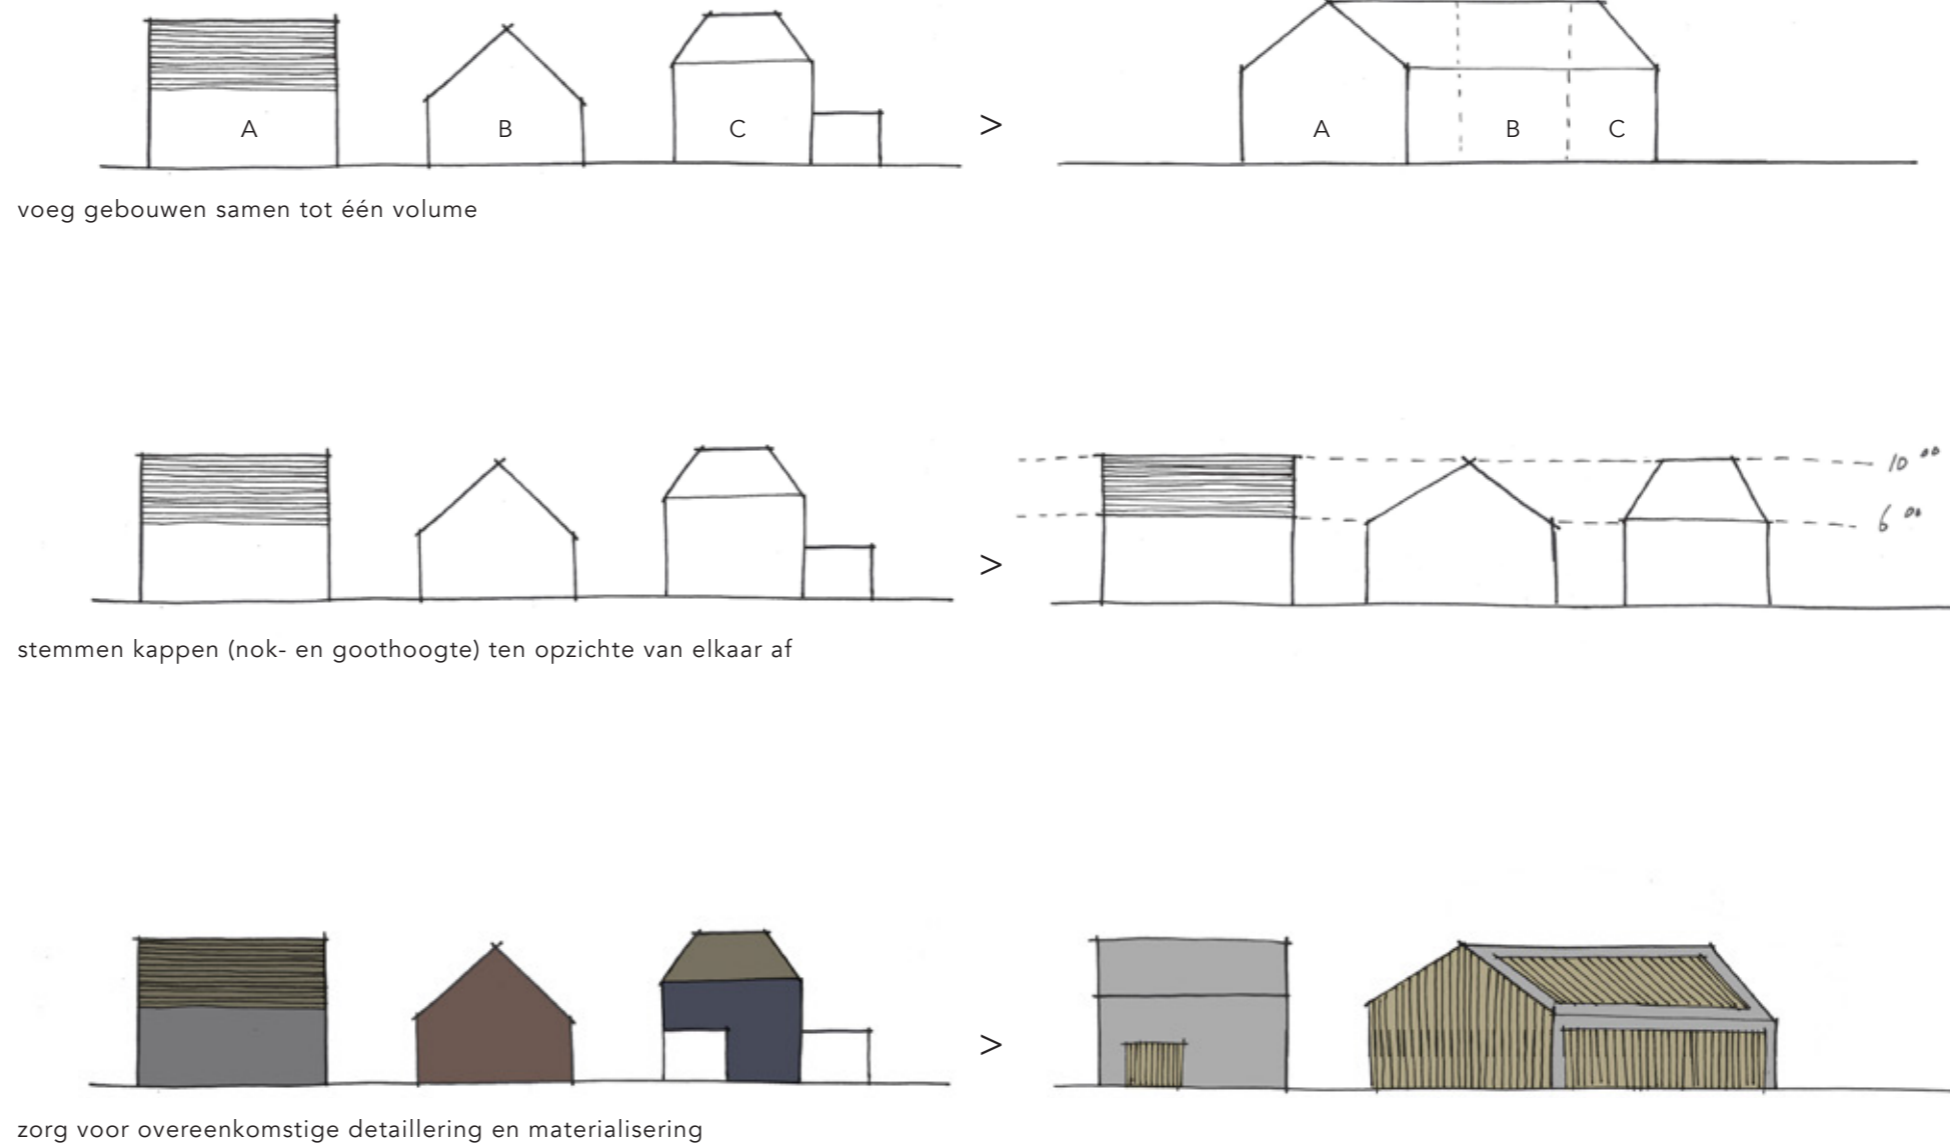 A B C > A B C
voeg gebouwen samen tot één volume
10 00
> 6 00
stemmen kappen (nok- en goothoogte) ten opzichte van elkaar af
>
zorg voor overeenkomstige detaillering en materialisering